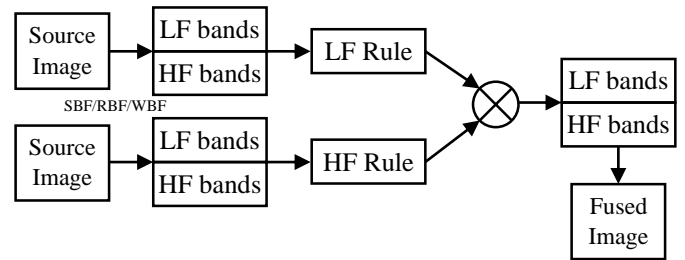 Source
Image
LF bands
HF bands
LF Rule
SBF/RBF/WBF
Source
Image
LF bands
HF bands
HF Rule
LF bands
HF bands
Fused
Image